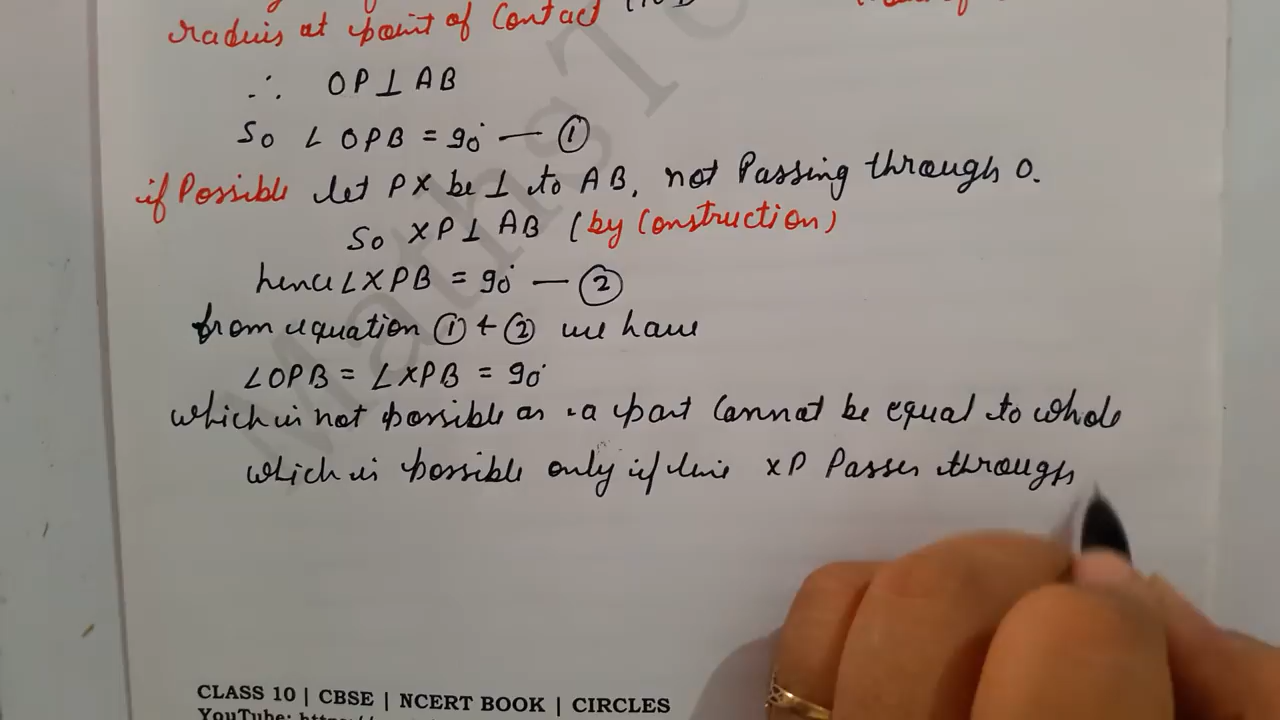 radius at point of Contact
∴ OP ⊥ AB
So ∠OPB = 90° — ①
if Possible let PX be ⊥ to AB, not Passing through O.
So XP ⊥ AB (by Construction)
hence ∠XPB = 90° — ②
from equation ① + ② we have
∠OPB = ∠XPB = 90°
which is not possible as a part Cannot be equal to whole
which is possible only if line XP Passes through
CLASS 10 | CBSE | NCERT BOOK | CIRCLES
YouTube: